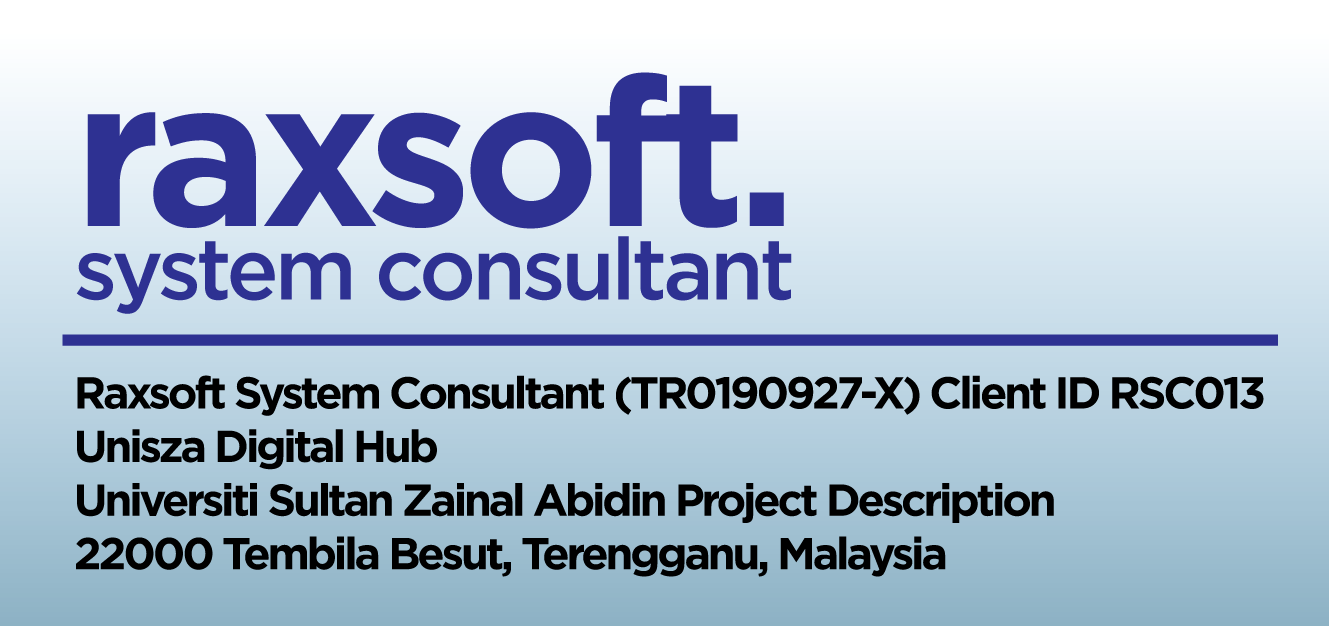 raxsoft.
system consultant
Raxsoft System Consultant (TR0190927-X) Client ID RSC013
Unisza Digital Hub
Universiti Sultan Zainal Abidin Project Description
22000 Tembila Besut, Terengganu, Malaysia